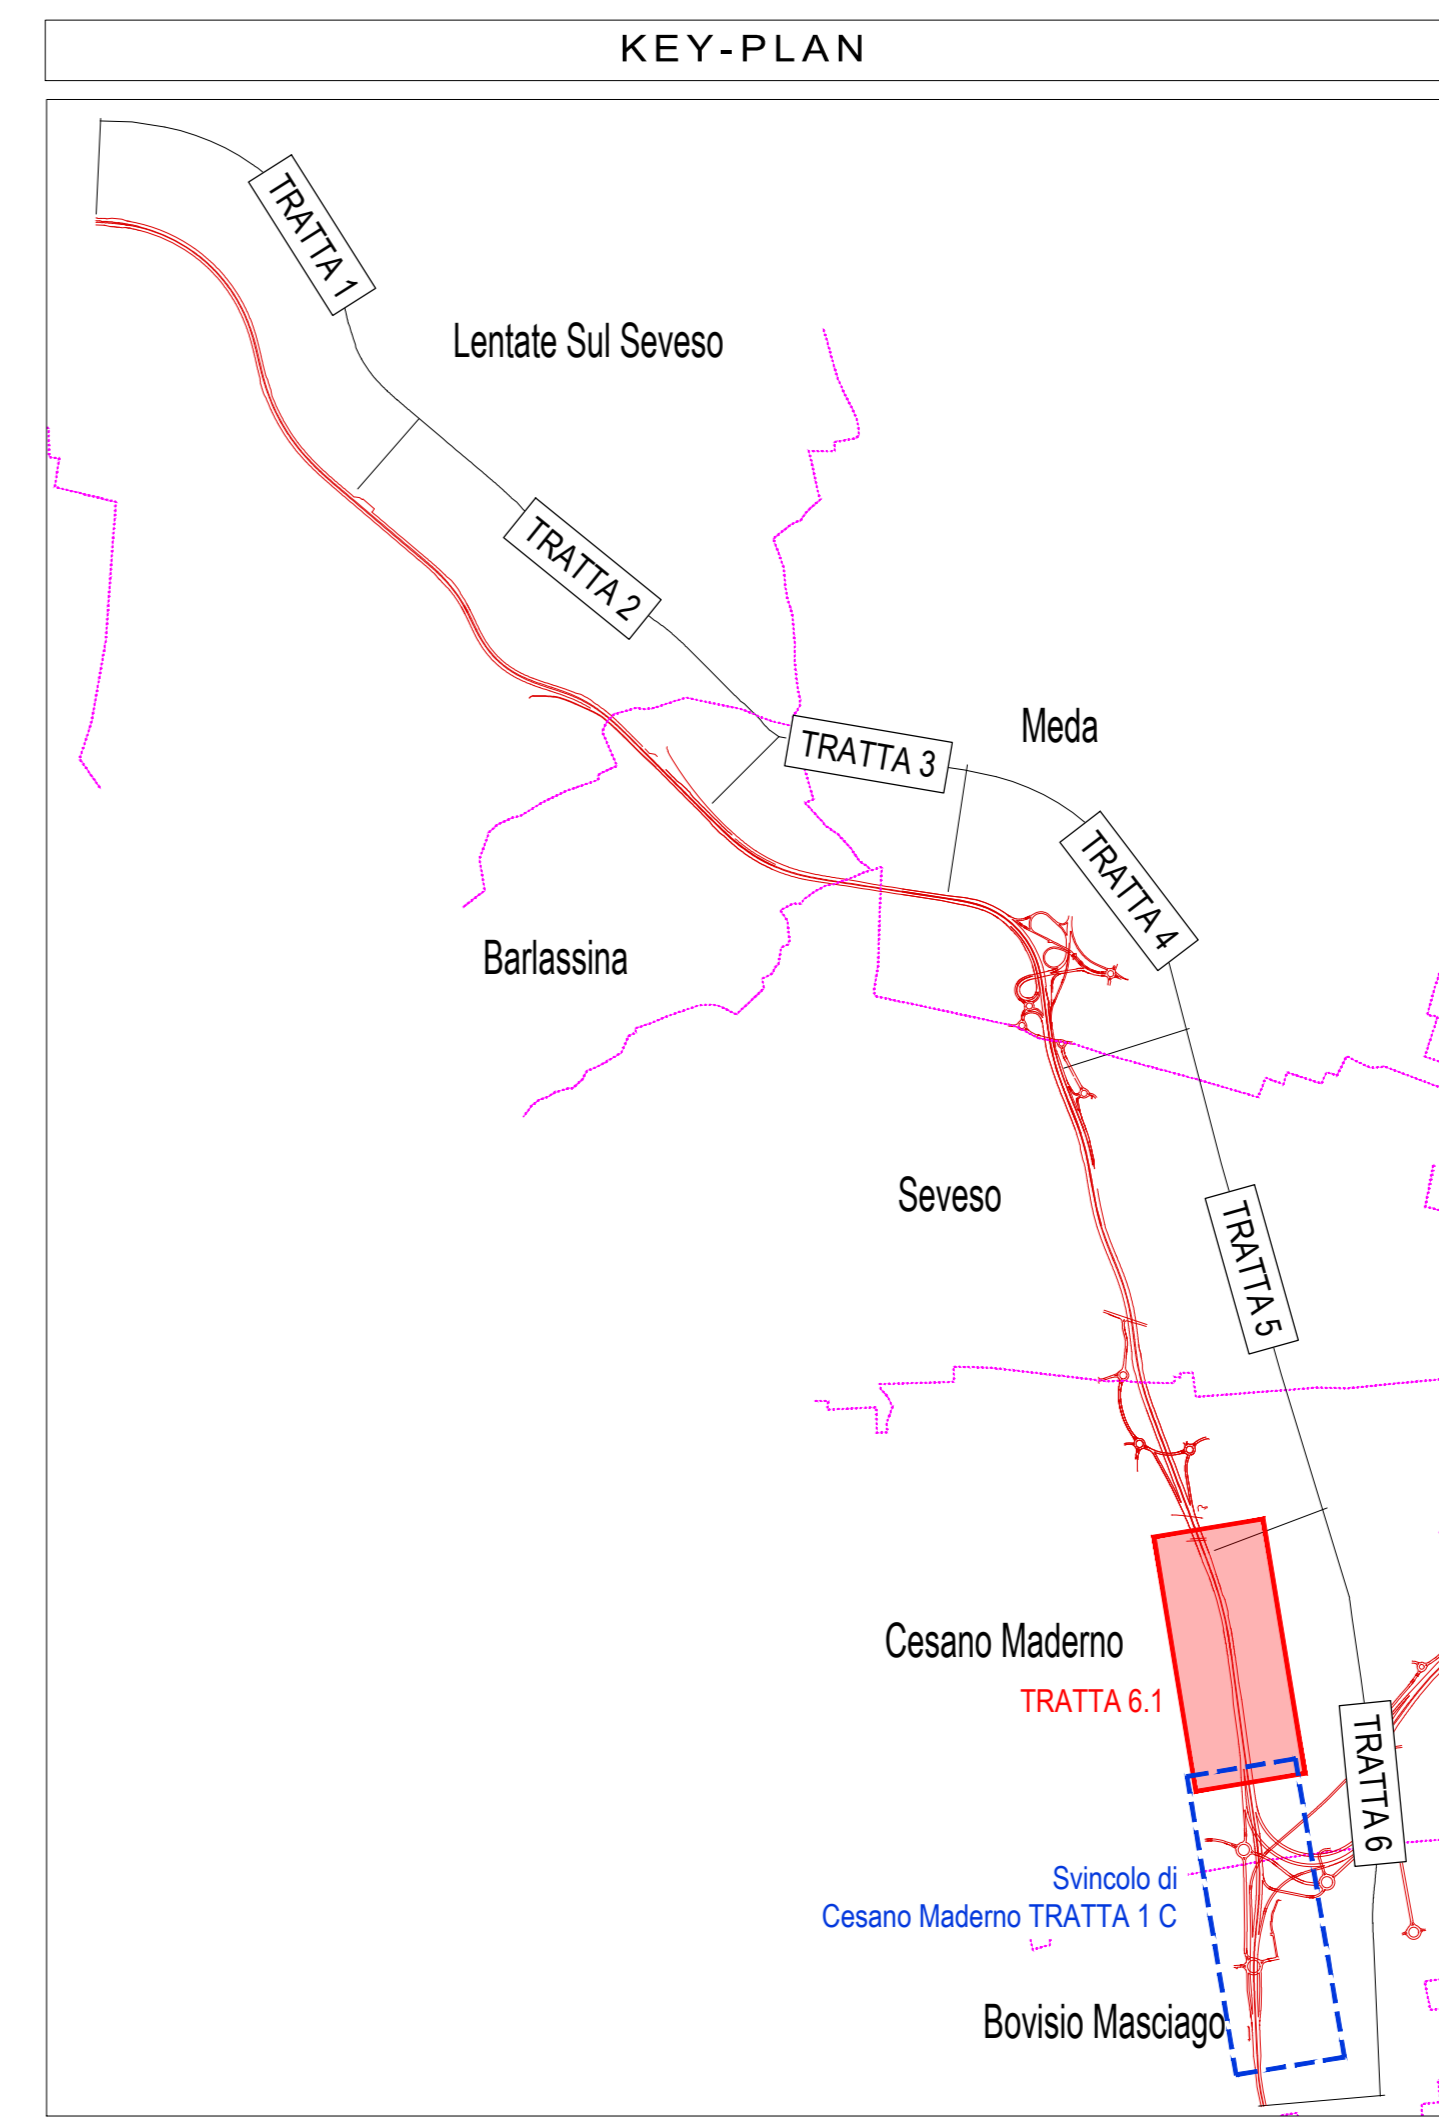 KEY-PLAN
TRATTA 1
Lentate Sul Seveso
TRATTA 2
Meda
TRATTA 3
TRATTA 4
Barlassina
Seveso
TRATTA 5
Cesano Maderno
TRATTA 6.1
TRATTA 6
Svincolo di
Cesano Maderno TRATTA 1 C
Bovisio Masciago